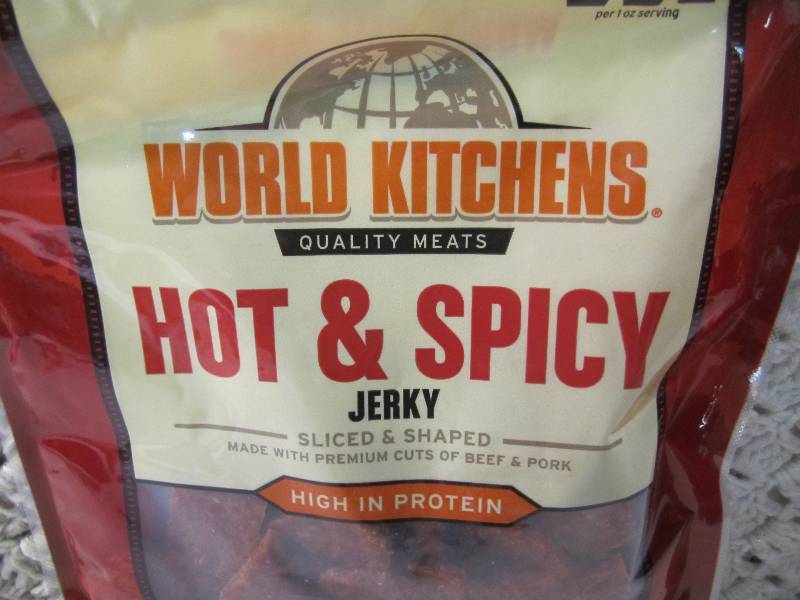 per 1 oz serving
WORLD KITCHENS®
QUALITY MEATS
HOT & SPICY
JERKY
SLICED & SHAPED
MADE WITH PREMIUM CUTS OF BEEF & PORK
HIGH IN PROTEIN